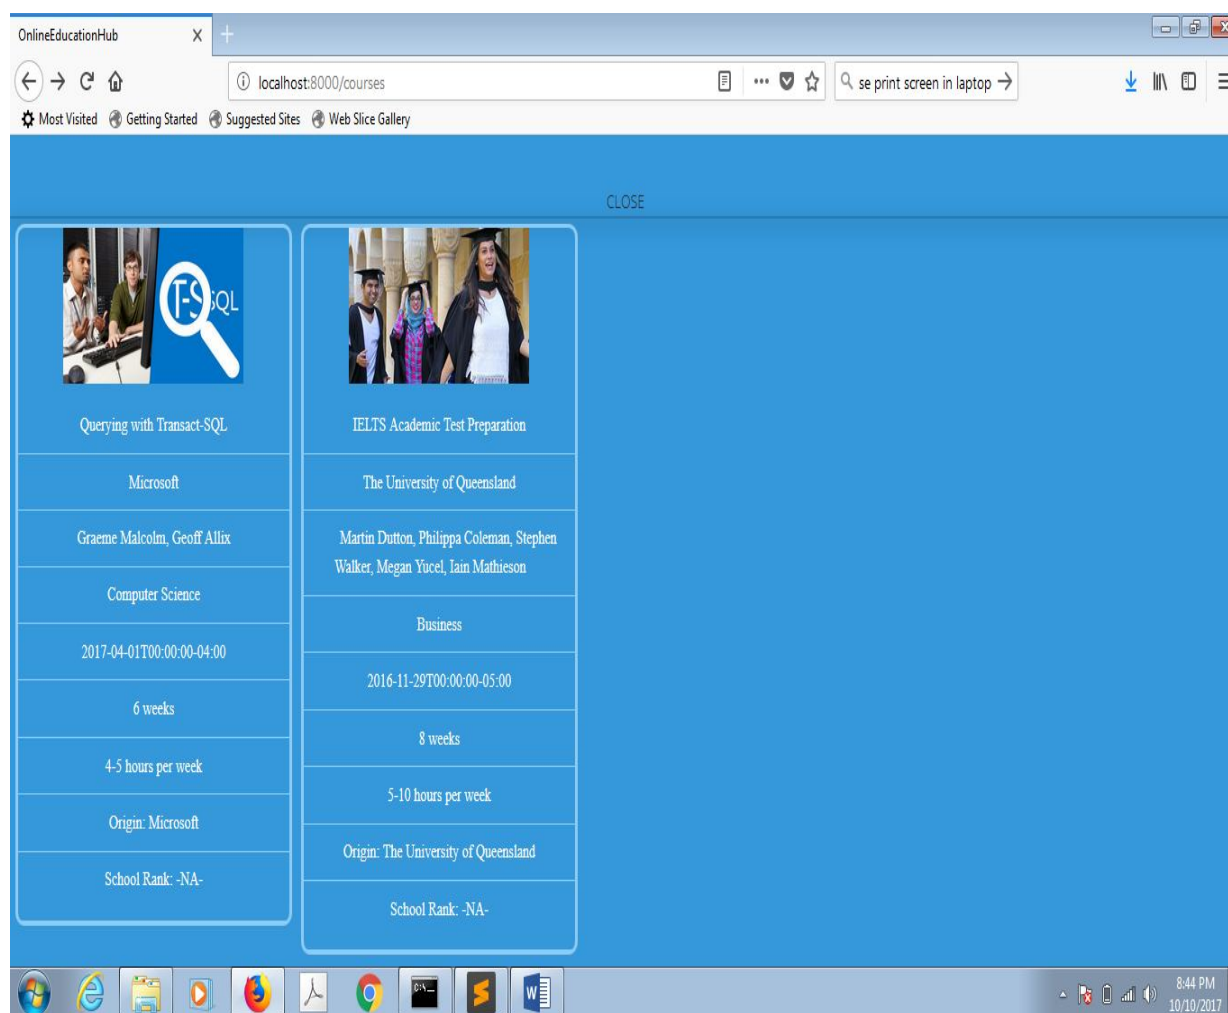 OnlineEducationHub
localhost:8000/courses
se print screen in laptop
Most Visited Getting Started Suggested Sites Web Slice Gallery
CLOSE
T-SQL
Querying with Transact-SQL
Microsoft
Graeme Malcolm, Geoff Allix
Computer Science
2017-04-01T00:00:00-04:00
6 weeks
4-5 hours per week
Origin: Microsoft
School Rank: -NA-
IELTS Academic Test Preparation
The University of Queensland
Martin Dutton, Philippa Coleman, Stephen
Walker, Megan Yucel, Iain Mathieson
Business
2016-11-29T00:00:00-05:00
8 weeks
5-10 hours per week
Origin: The University of Queensland
School Rank: -NA-
8:44 PM
10/10/2017